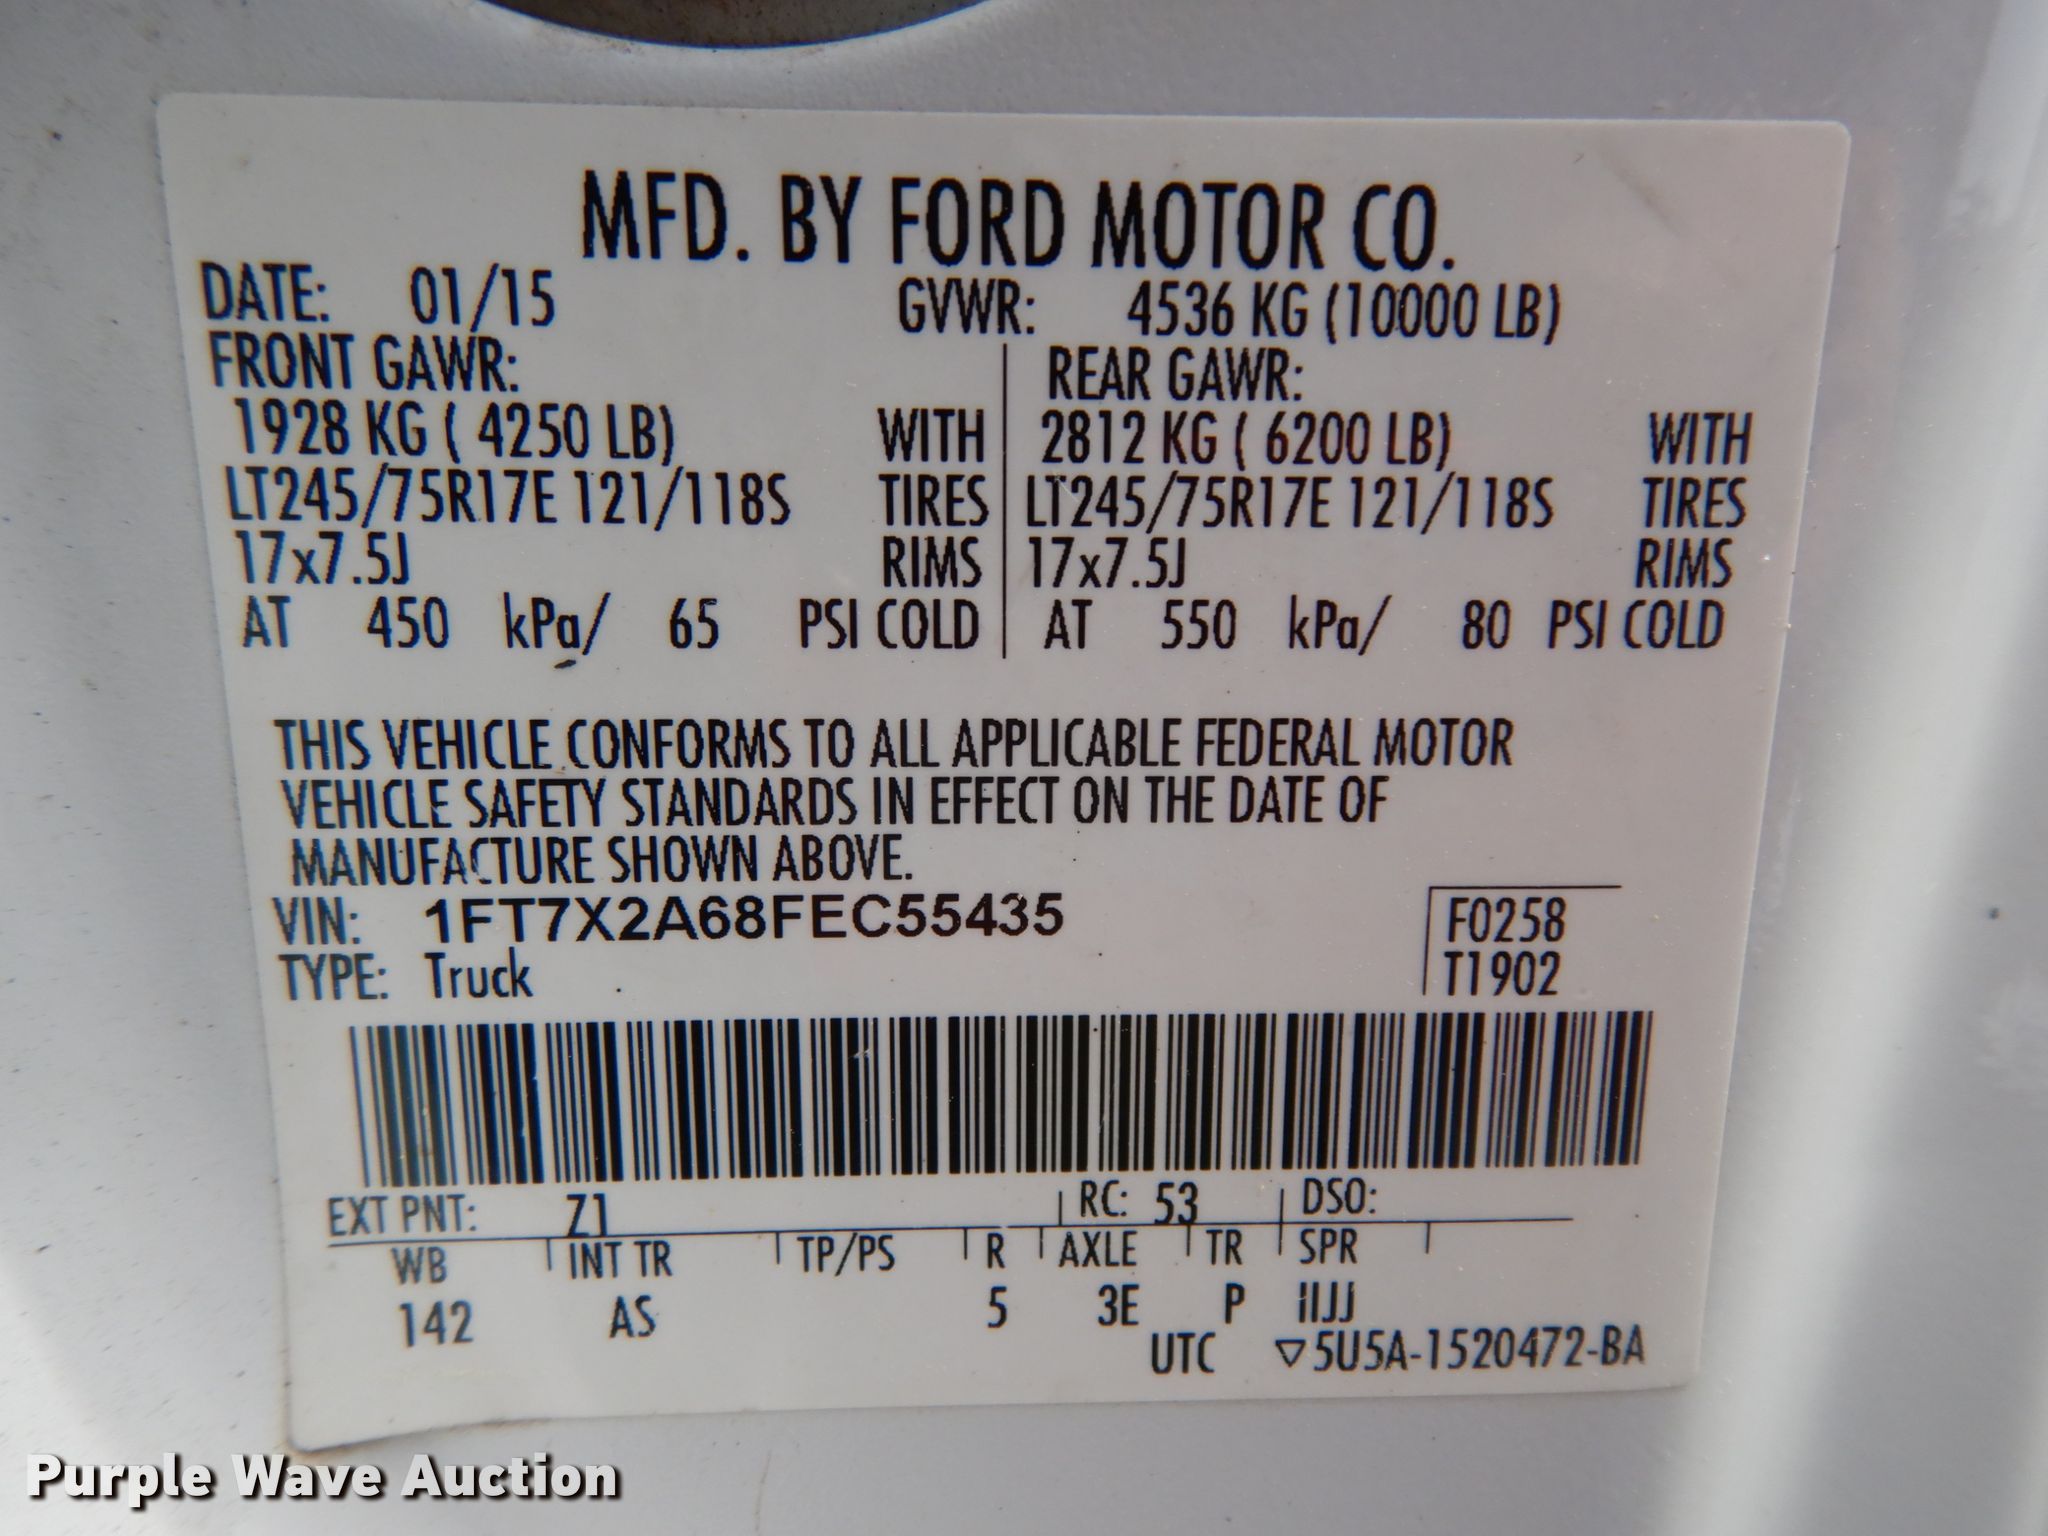 MFD. BY FORD MOTOR CO.
DATE: 01/15 GVWR: 4536 KG (10000 LB)
FRONT GAWR: REAR GAWR:
1928 KG ( 4250 LB) WITH 2812 KG ( 6200 LB) WITH
LT245/75R17E 121/118S TIRES LT245/75R17E 121/118S TIRES
17x7.5J RIMS 17x7.5J RIMS
AT 450 kPa/ 65 PSI COLD AT 550 kPa/ 80 PSI COLD
THIS VEHICLE CONFORMS TO ALL APPLICABLE FEDERAL MOTOR
VEHICLE SAFETY STANDARDS IN EFFECT ON THE DATE OF
MANUFACTURE SHOWN ABOVE.
VIN: 1FT7X2A68FEC55435 F0258
TYPE: Truck T1902
EXT PNT: Z1 RC: 53 DSO:
WB INT TR TP/PS R AXLE TR SPR
142 AS 5 3E P IIJJ
UTC ▽5U5A-1520472-BA
Purple Wave Auction